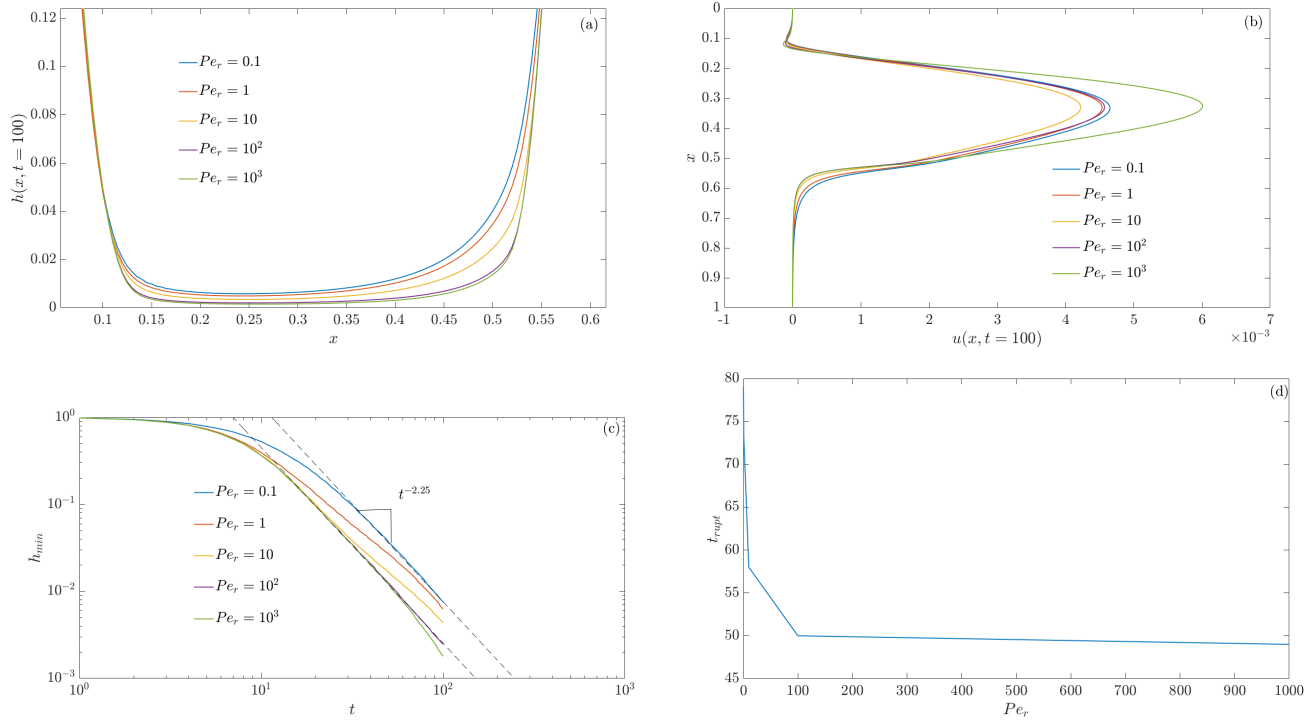 (a)
0.12
0.1
0.08
0.06
0.04
0.02
0
h(x, t = 100)
Pe_r = 0.1
Pe_r = 1
Pe_r = 10
Pe_r = 10^2
Pe_r = 10^3
0.1 0.15 0.2 0.25 0.3 0.35 0.4 0.45 0.5 0.55 0.6
x
(b)
0
0.1
0.2
0.3
0.4
0.5
0.6
0.7
0.8
0.9
1
x
Pe_r = 0.1
Pe_r = 1
Pe_r = 10
Pe_r = 10^2
Pe_r = 10^3
-1 0 1 2 3 4 5 6 7
u(x, t = 100)
×10^-3
(c)
10^0
10^-1
10^-2
10^-3
h_min
t^-2.25
Pe_r = 0.1
Pe_r = 1
Pe_r = 10
Pe_r = 10^2
Pe_r = 10^3
10^0 10^1 10^2 10^3
t
(d)
80
75
70
65
60
55
50
45
t_rupt
0 100 200 300 400 500 600 700 800 900 1000
Pe_r